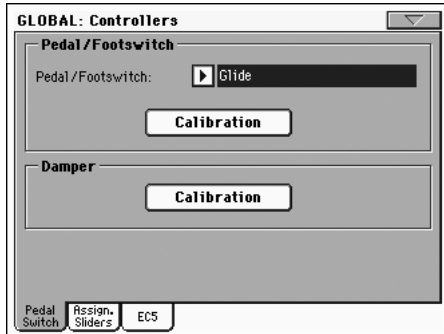 GLOBAL: Controllers
Pedal/Footswitch
Pedal/Footswitch: Glide
Calibration
Damper
Calibration
Pedal Switch
Assign. Sliders
EC5